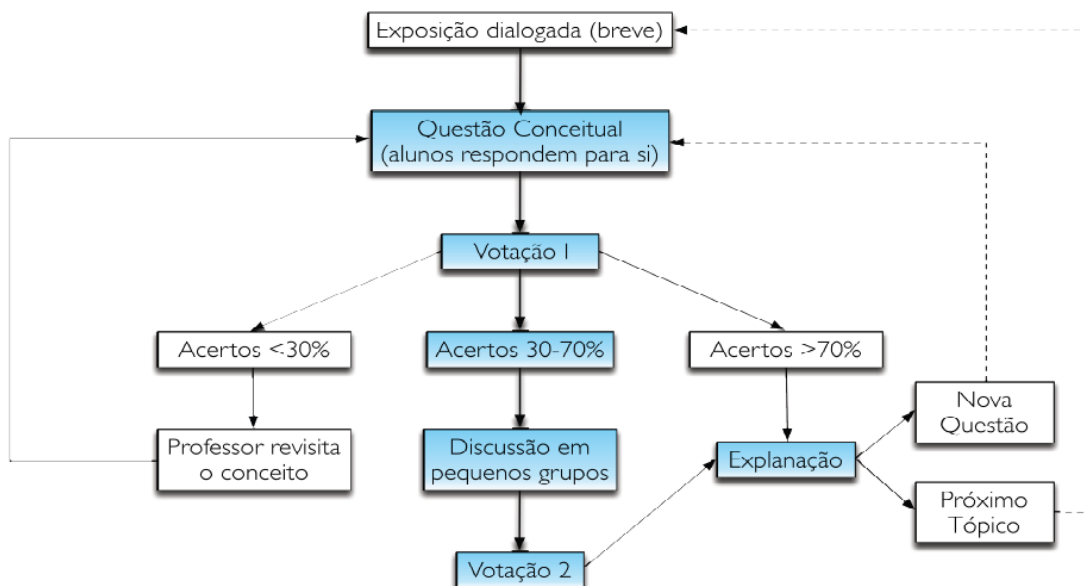 Exposição dialogada (breve)
Questão Conceitual
(alunos respondem para si)
Votação 1
Acertos <30%
Acertos 30-70%
Acertos >70%
Professor revisita
o conceito
Discussão em
pequenos grupos
Explanação
Nova
Questão
Próximo
Tópico
Votação 2